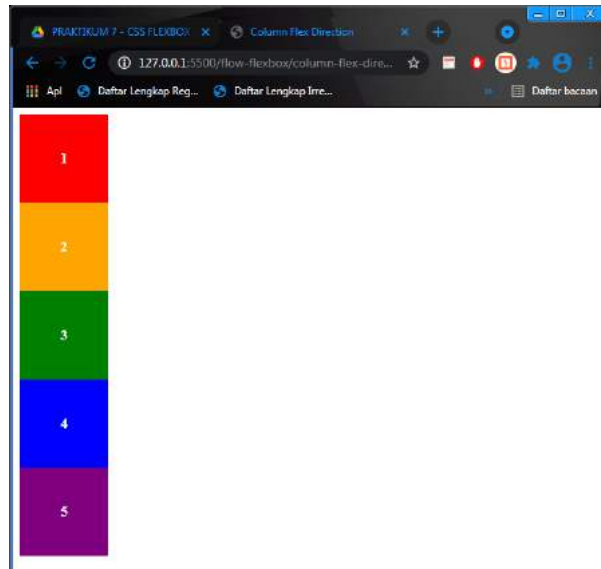 PRAKTIKUM 7 - CSS FLEXBOX
Column Flex Direction
127.0.0.1:5500/flow-flexbox/column-flex-dire...
Apl
Daftar Lengkap Reg...
Daftar Lengkap Irre...
Daftar bacaan
1
2
3
4
5